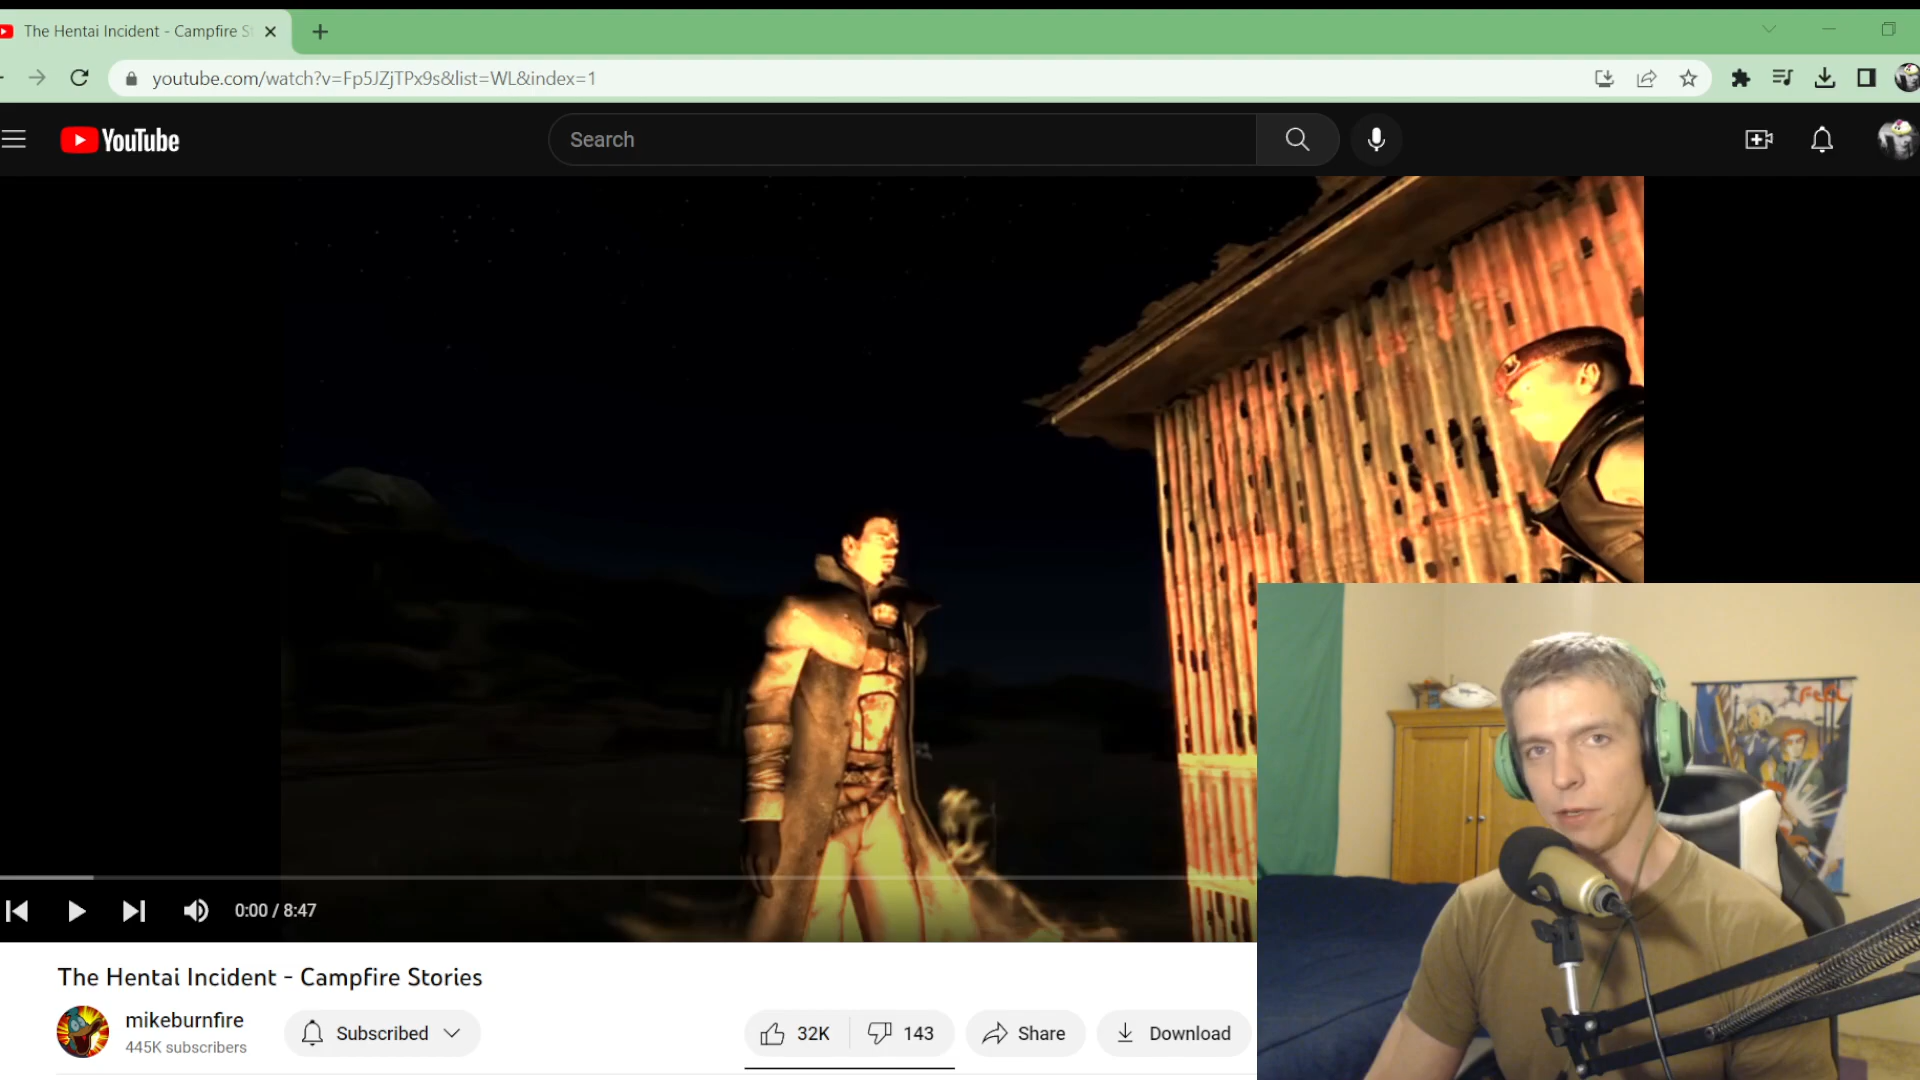 The Hentai Incident - Campfire S
youtube.com/watch?v=Fp5JZjTPx9s&list=WL&index=1
YouTube
Search
0:00 / 8:47
The Hentai Incident - Campfire Stories
mikeburnfire
445K subscribers
Subscribed
32K
143
Share
Download